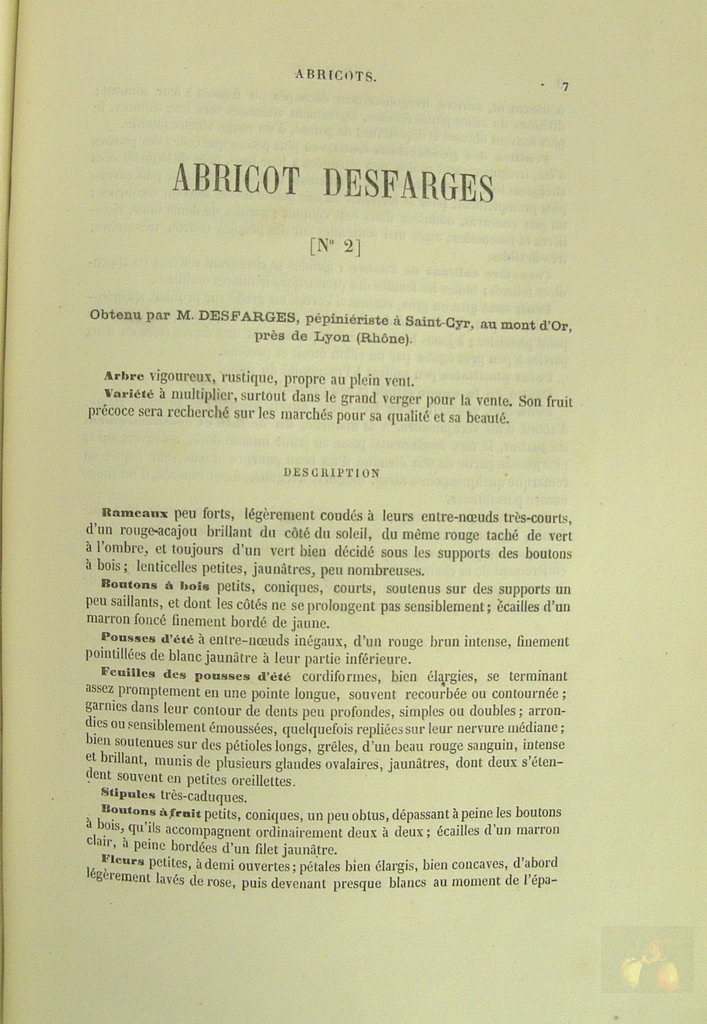 ABRICOTS.
7
ABRICOT DESFARGES
[N° 2]
Obtenu par M. DESFARGES, pépiniériste à Saint-Cyr, au mont d'Or,
près de Lyon (Rhône).
Arbre vigoureux, rustique, propre au plein vent.
Variété à multiplier, surtout dans le grand verger pour la vente. Son fruit
précoce sera recherché sur les marchés pour sa qualité et sa beauté.
DESCRIPTION
Rameaux peu forts, légèrement coudés à leurs entre-nœuds très-courts,
d'un rouge-acajou brillant du côté du soleil, du même rouge taché de vert
à l'ombre, et toujours d'un vert bien décidé sous les supports des boutons
à bois; lenticelles petites, jaunâtres, peu nombreuses.
Boutons à bois petits, coniques, courts, soutenus sur des supports un
peu saillants, et dont les côtés ne se prolongent pas sensiblement; écailles d'un
marron foncé finement bordé de jaune.
Pousses d'été à entre-nœuds inégaux, d'un rouge brun intense, finement
pointillées de blanc jaunâtre à leur partie inférieure.
Feuilles des pousses d'été cordiformes, bien élargies, se terminant
assez promptement en une pointe longue, souvent recourbée ou contournée;
garnies dans leur contour de dents peu profondes, simples ou doubles; arron-
dies ou sensiblement émoussées, quelquefois repliées sur leur nervure médiane;
bien soutenues sur des pétioles longs, grêles, d'un beau rouge sanguin, intense
et brillant, munis de plusieurs glandes ovalaires, jaunâtres, dont deux s'éten-
dent souvent en petites oreillettes.
Stipules très-caduques.
Boutons à fruit petits, coniques, un peu obtus, dépassant à peine les boutons
à bois, qu'ils accompagnent ordinairement deux à deux; écailles d'un marron
clair, à peine bordées d'un filet jaunâtre.
Fleurs petites, à demi ouvertes; pétales bien élargis, bien concaves, d'abord
légèrement lavés de rose, puis devenant presque blancs au moment de l'épa-